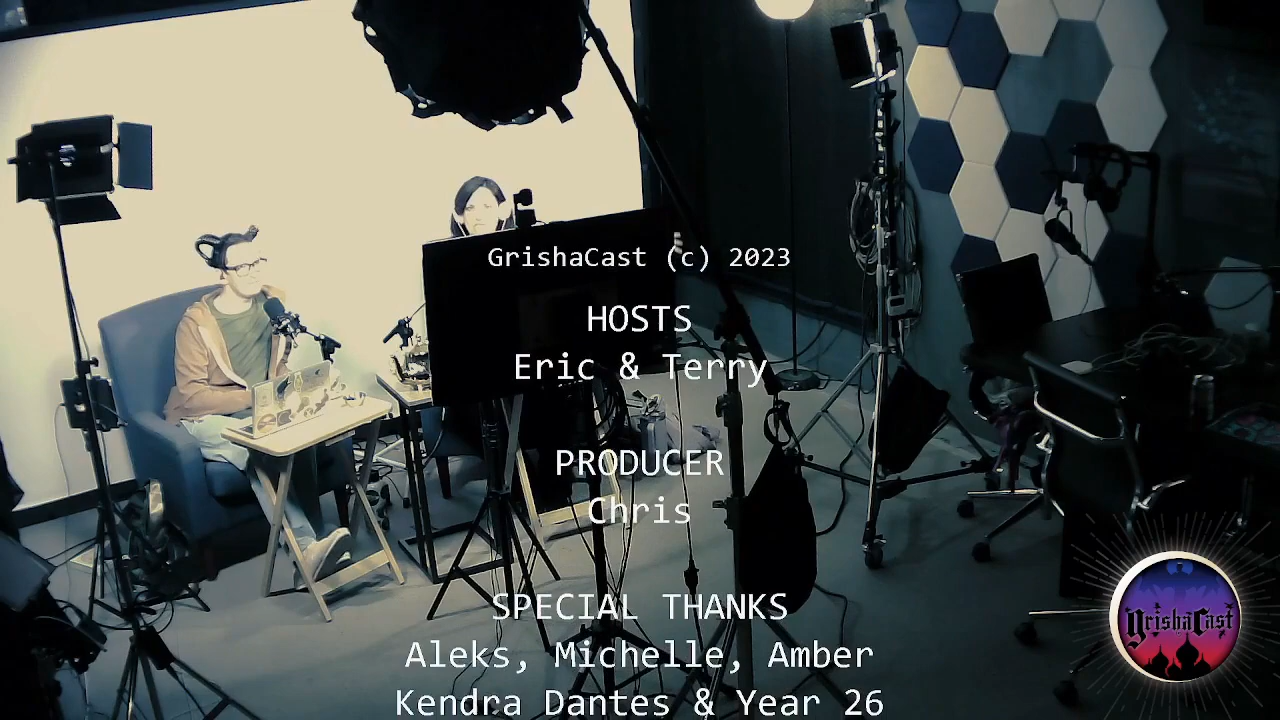 GrishaCast (c) 2023
HOSTS
Eric & Terry
PRODUCER
Chris
SPECIAL THANKS
Aleks, Michelle, Amber
Kendra Dantes & Year 26
GrishaCast